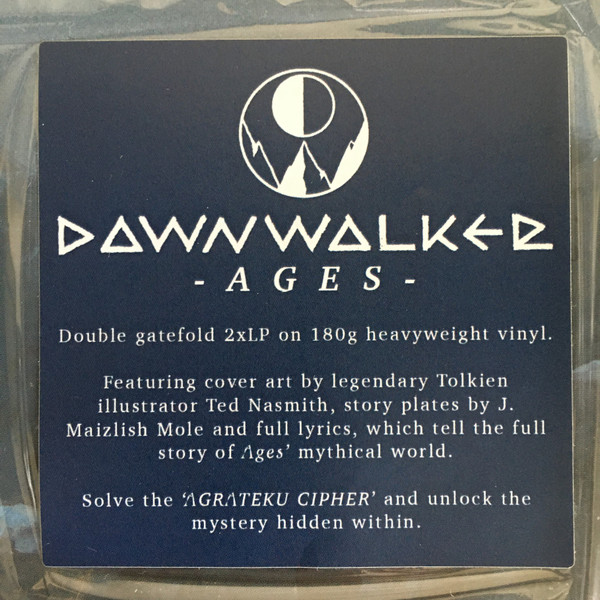 DAWNWALKER
- AGES -
Double gatefold 2xLP on 180g heavyweight vinyl.
Featuring cover art by legendary Tolkien
illustrator Ted Nasmith, story plates by J.
Maizlish Mole and full lyrics, which tell the full
story of Ages’ mythical world.
Solve the ‘AGRATEKU CIPHER’ and unlock the
mystery hidden within.